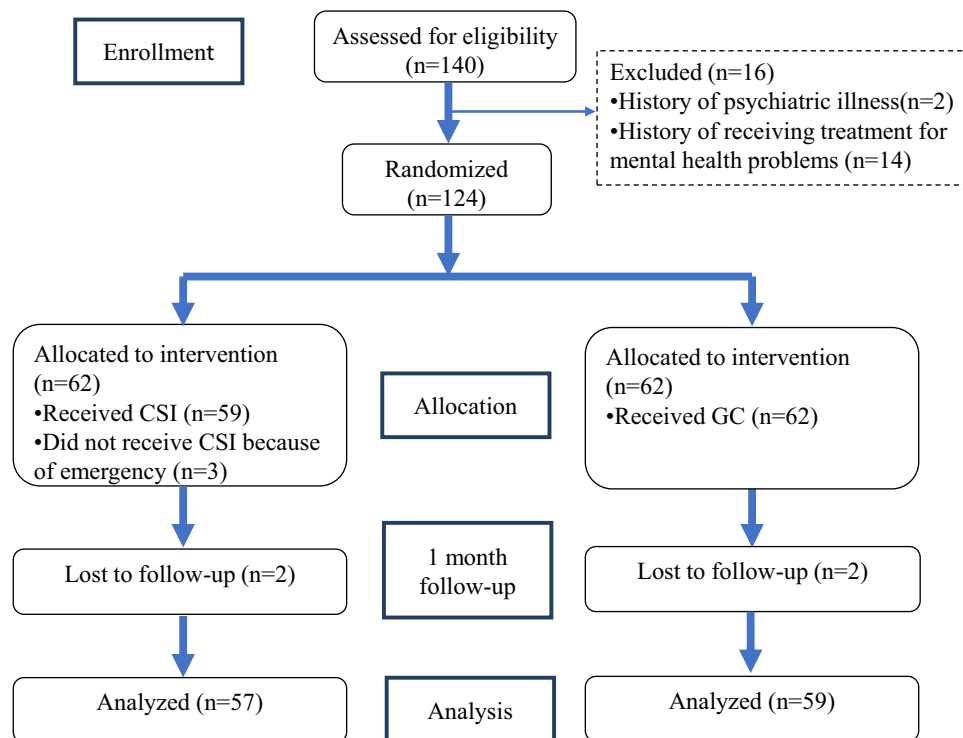 Enrollment
Assessed for eligibility
(n=140)
Excluded (n=16)
•History of psychiatric illness(n=2)
•History of receiving treatment for
mental health problems (n=14)
Randomized
(n=124)
Allocated to intervention
(n=62)
•Received CSI (n=59)
•Did not receive CSI because
of emergency (n=3)
Allocation
Allocated to intervention
(n=62)
•Received GC (n=62)
Lost to follow-up (n=2)
1 month
follow-up
Lost to follow-up (n=2)
Analyzed (n=57)
Analysis
Analyzed (n=59)